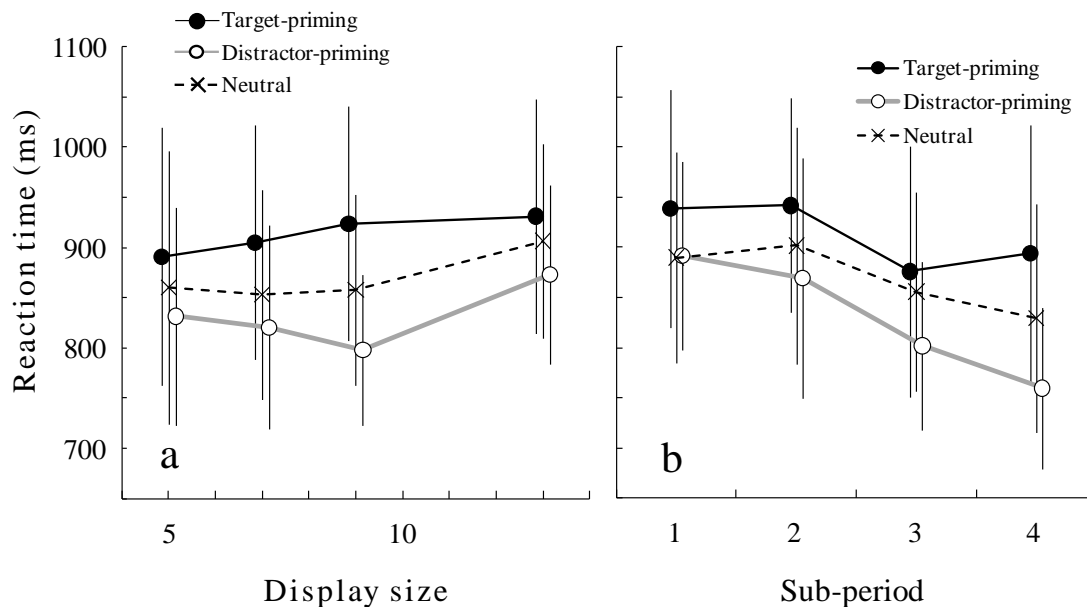 Target-priming
Distractor-priming
Neutral
1100
1000
900
800
700
Reaction time (ms)
a
5 10
Display size
Target-priming
Distractor-priming
Neutral
b
1 2 3 4
Sub-period